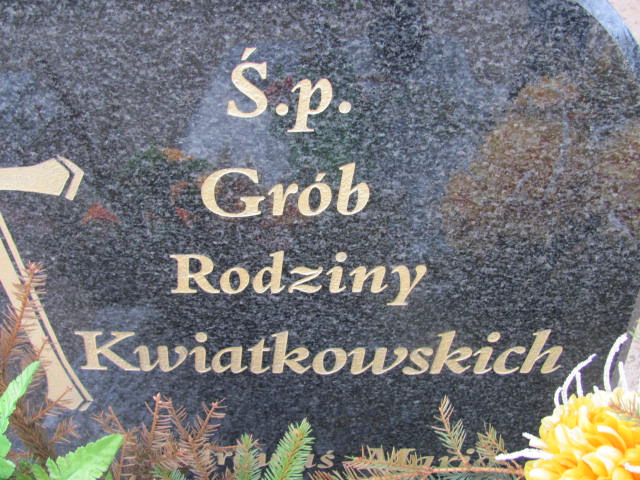 Ś.p.
Grób
Rodziny
Kwiatkowskich